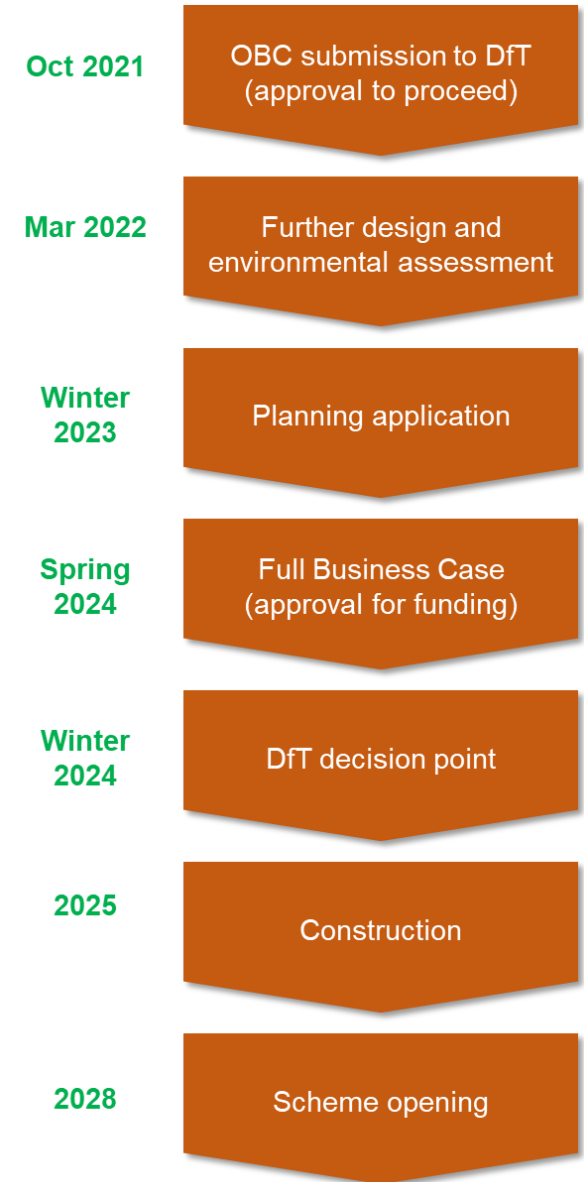 Oct 2021
OBC submission to DfT
(approval to proceed)
Mar 2022
Further design and
environmental assessment
Winter
2023
Planning application
Spring
2024
Full Business Case
(approval for funding)
Winter
2024
DfT decision point
2025
Construction
2028
Scheme opening